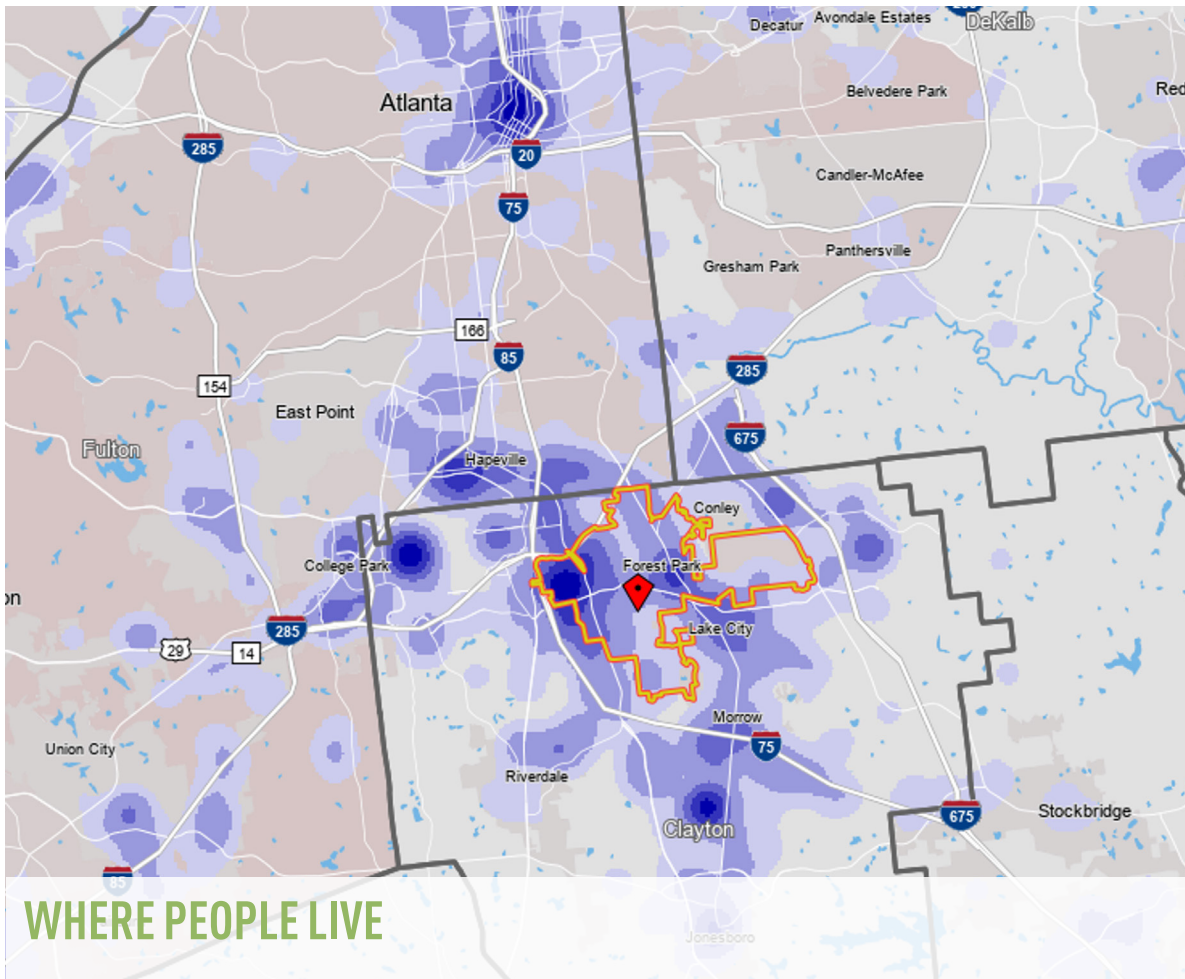 Avondale Estates
DeKalb
Decatur
Belvedere Park
Red
Atlanta
285
20
Candler-McAfee
75
Panthersville
Gresham Park
166
85
285
154
East Point
675
Fulton
Hapeville
Conley
College Park
Forest Park
on
285
Lake City
29
14
Morrow
75
Union City
Riverdale
675
Stockbridge
Clayton
85
WHERE PEOPLE LIVE
Jonesboro